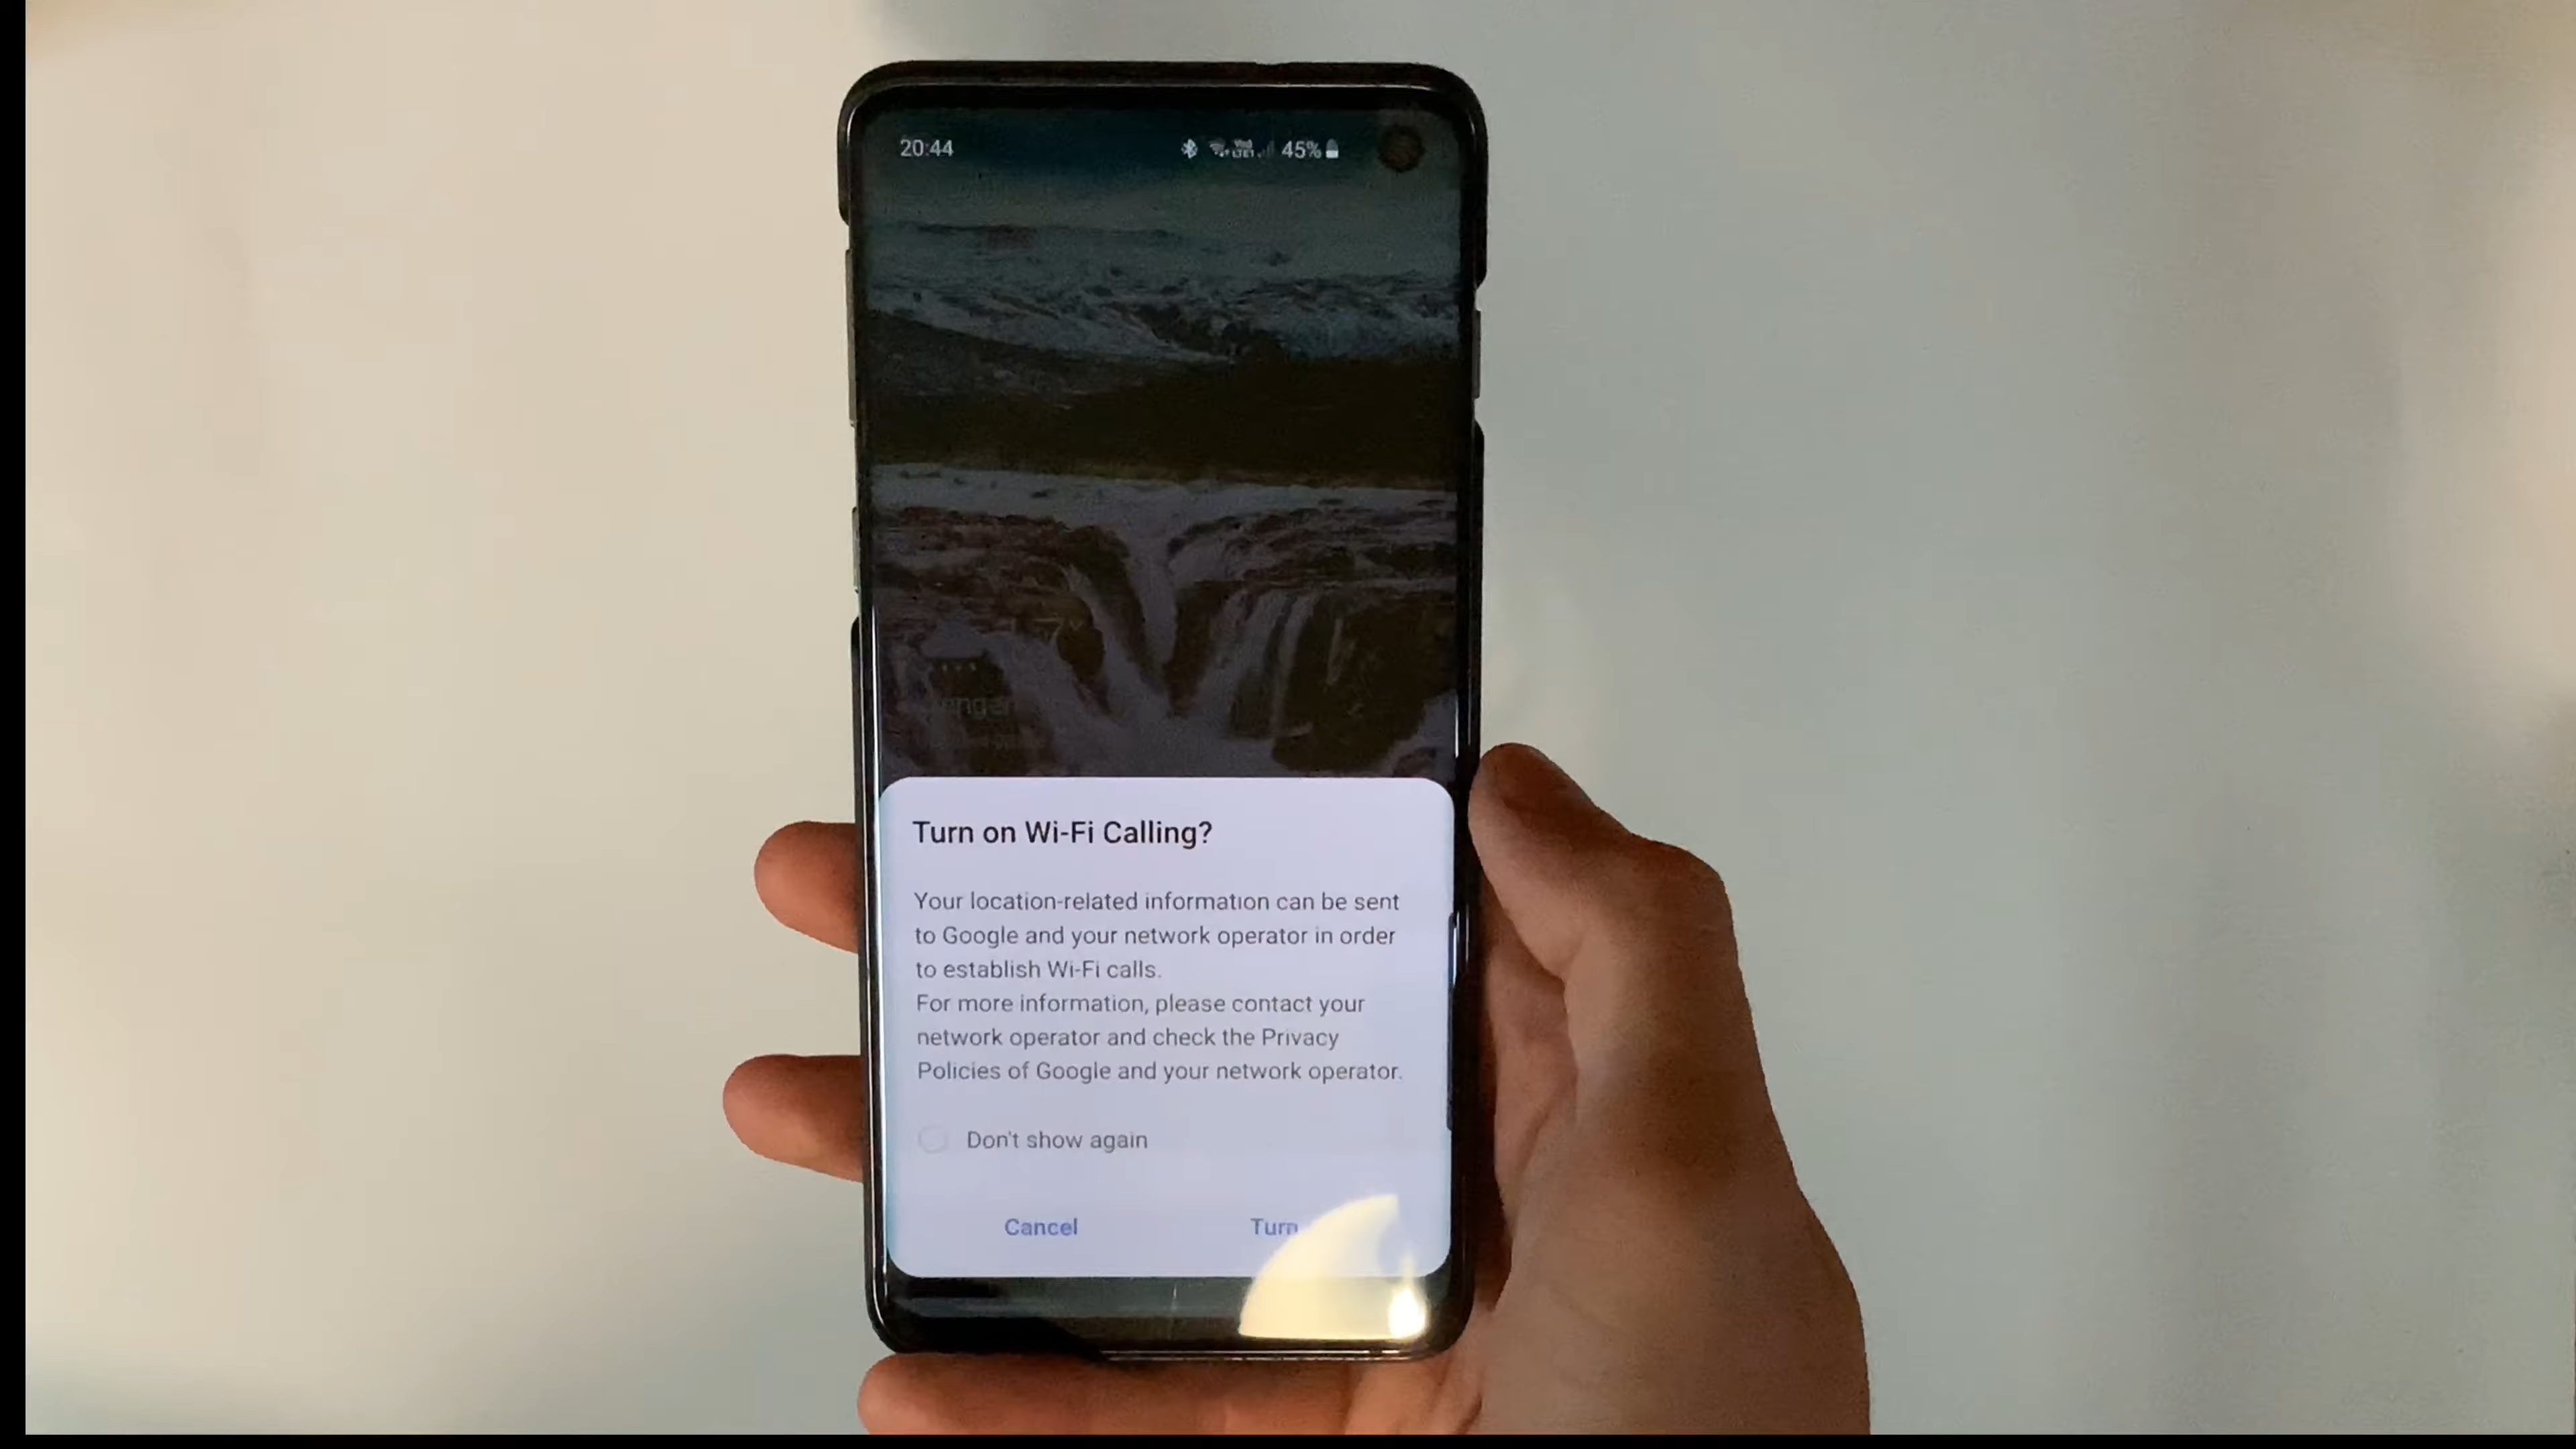 20:44 45%
Turn on Wi-Fi Calling?
Your location-related information can be sent
to Google and your network operator in order
to establish Wi-Fi calls.
For more information, please contact your
network operator and check the Privacy
Policies of Google and your network operator.
Don't show again
Cancel Turn